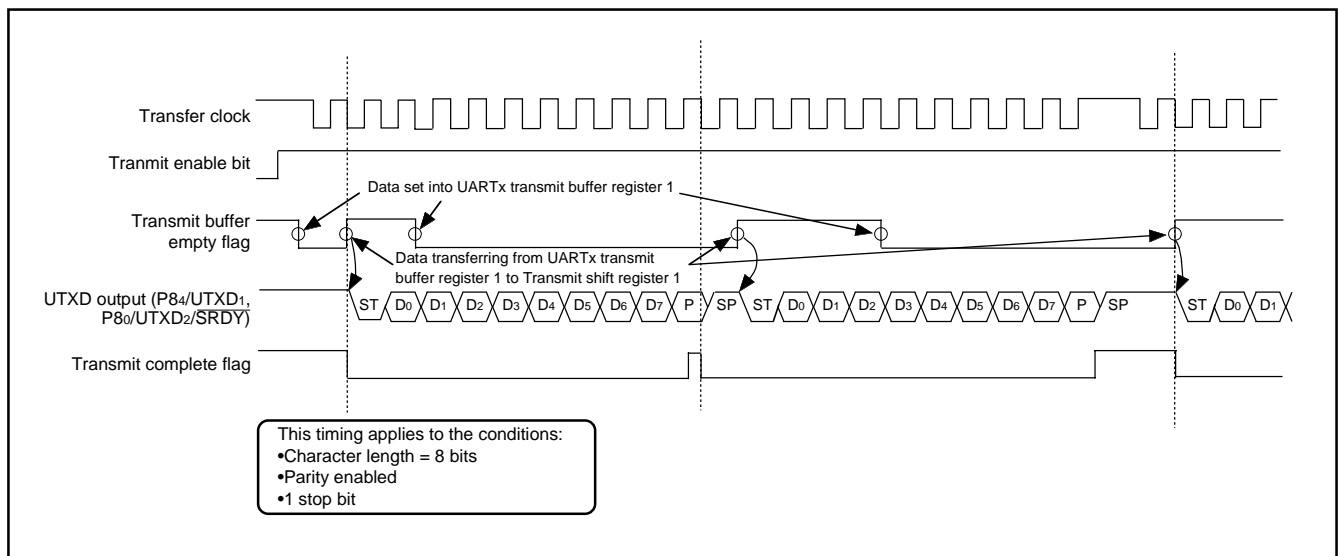 Transfer clock
Tranmit enable bit
Data set into UARTx transmit buffer register 1
Transmit buffer
empty flag
Data transferring from UARTx transmit
buffer register 1 to Transmit shift register 1
UTXD output (P84/UTXD1,
P80/UTXD2/SRDY)
ST D0 D1 D2 D3 D4 D5 D6 D7 P SP ST D0 D1 D2 D3 D4 D5 D6 D7 P SP ST D0 D1
Transmit complete flag
This timing applies to the conditions:
•Character length = 8 bits
•Parity enabled
•1 stop bit